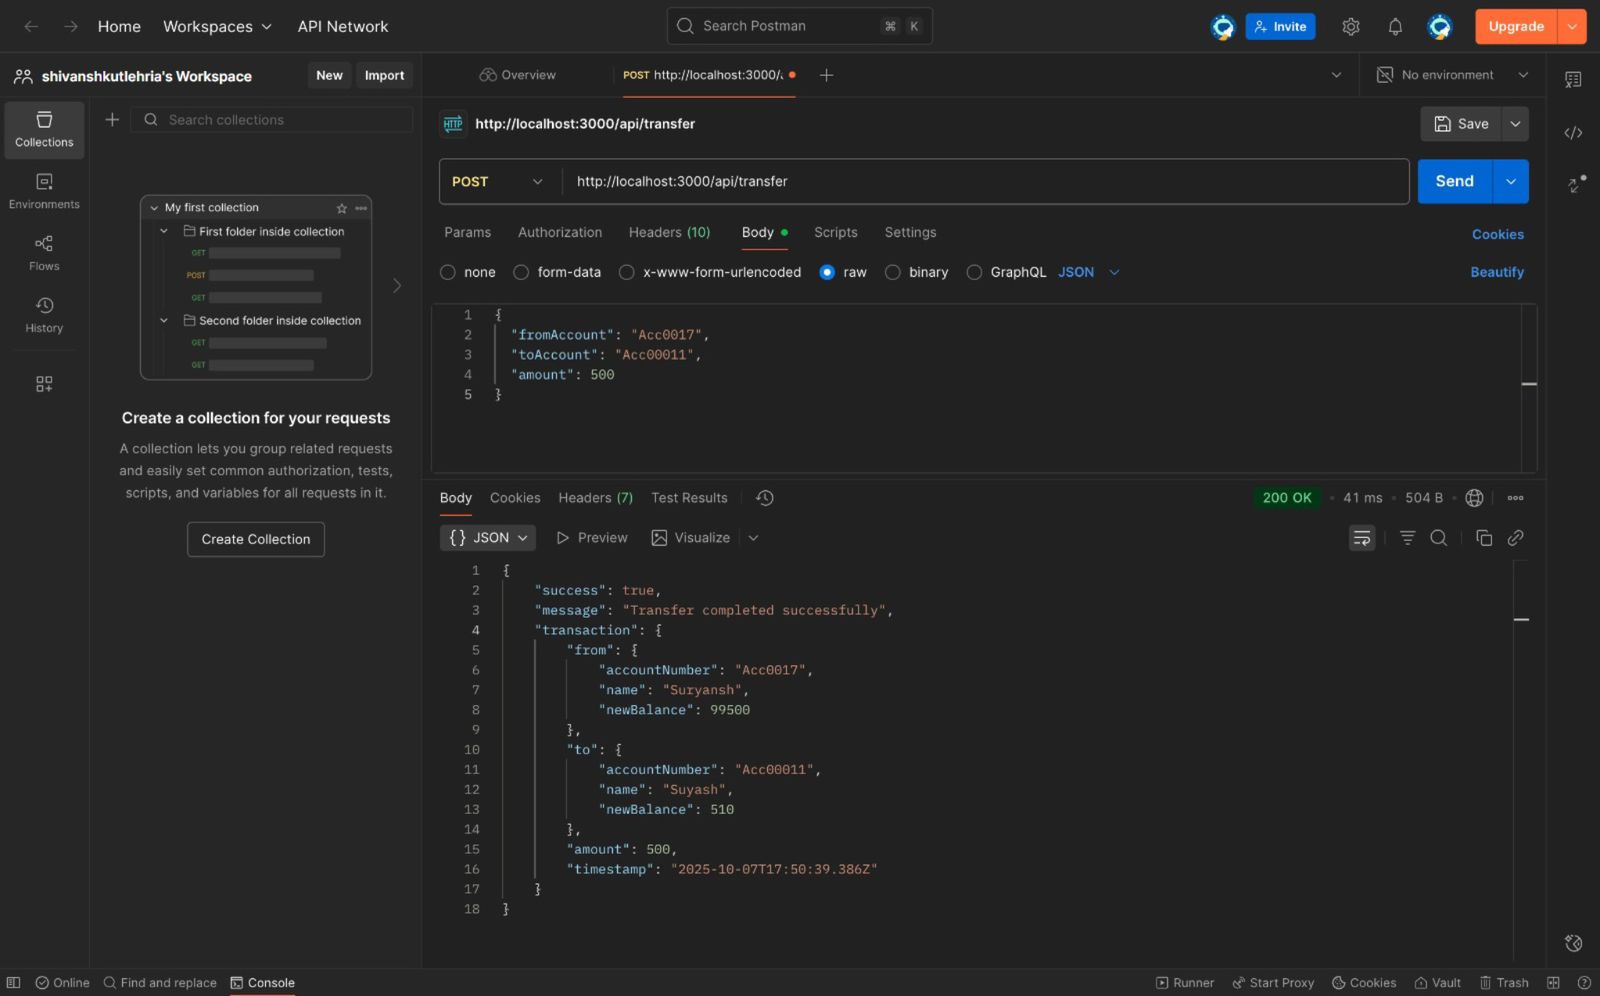 Home Workspaces API Network Search Postman ⌘ K Invite Upgrade
shivanshkutlehria's Workspace New Import Overview POST http://localhost:3000/ No environment
Collections
Environments
Flows
History
Search collections
My first collection
First folder inside collection
GET
POST
GET
Second folder inside collection
GET
GET
Create a collection for your requests
A collection lets you group related requests
and easily set common authorization, tests,
scripts, and variables for all requests in it.
Create Collection
HTTP http://localhost:3000/api/transfer Save
POST http://localhost:3000/api/transfer Send
Params Authorization Headers (10) Body Scripts Settings Cookies
none form-data x-www-form-urlencoded raw binary GraphQL JSON Beautify
1 {
2 "fromAccount": "Acc0017",
3 "toAccount": "Acc00011",
4 "amount": 500
5 }
Body Cookies Headers (7) Test Results 200 OK • 41 ms • 504 B
{} JSON Preview Visualize
1 {
2 "success": true,
3 "message": "Transfer completed successfully",
4 "transaction": {
5 "from": {
6 "accountNumber": "Acc0017",
7 "name": "Suryansh",
8 "newBalance": 99500
9 },
10 "to": {
11 "accountNumber": "Acc00011",
12 "name": "Suyash",
13 "newBalance": 510
14 },
15 "amount": 500,
16 "timestamp": "2025-10-07T17:50:39.386Z"
17 }
18 }
Online Find and replace Console Runner Start Proxy Cookies Vault Trash